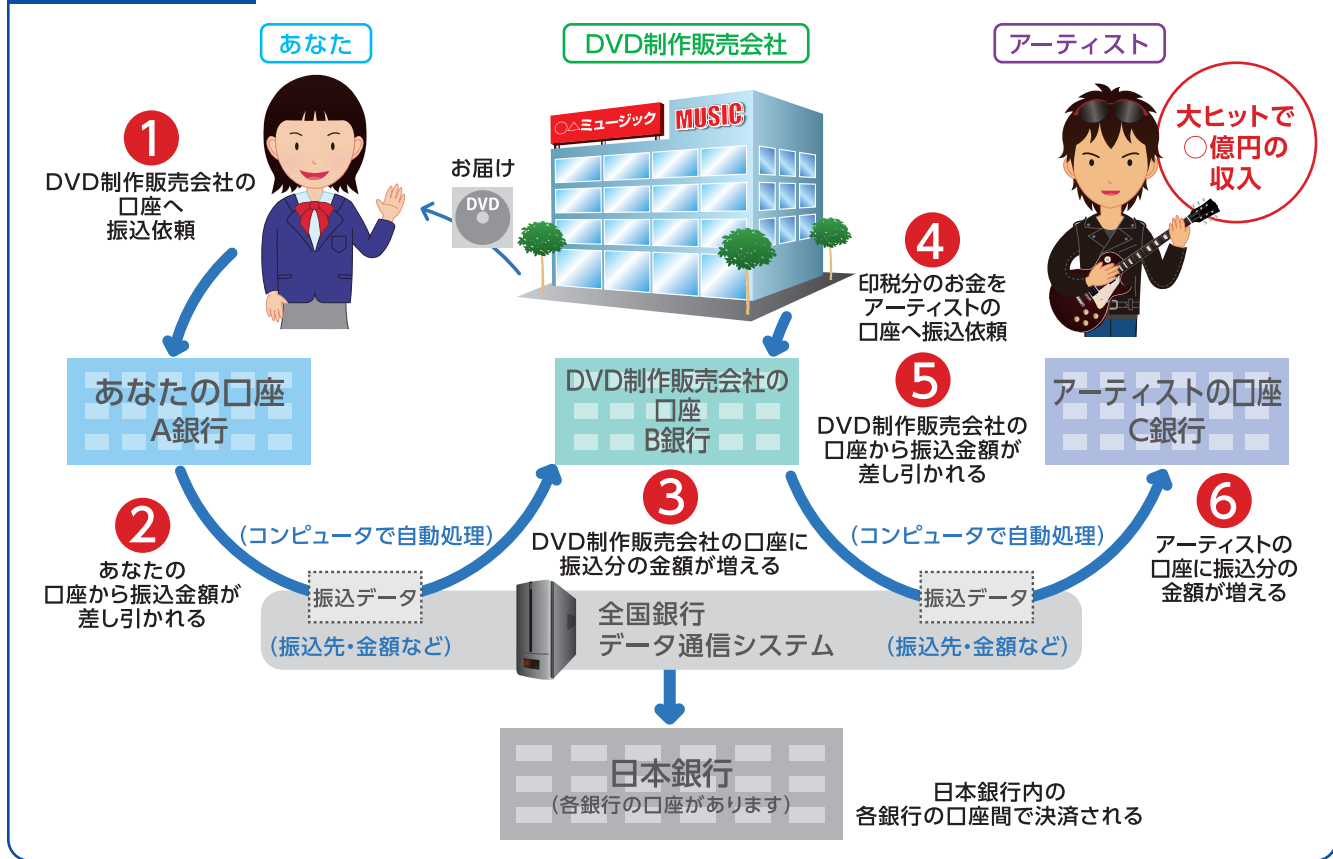 あなた
DVD制作販売会社
アーティスト
1
DVD制作販売会社の
口座へ
振込依頼
お届け
DVD
○△ミュージック
MUSIC
大ヒットで
○億円の
収入
4
印税分のお金を
アーティストの
口座へ振込依頼
あなたの口座
A銀行
DVD制作販売会社の
口座
B銀行
5
DVD制作販売会社の
口座から振込金額が
差し引かれる
アーティストの口座
C銀行
2
あなたの
口座から振込金額が
差し引かれる
(コンピュータで自動処理)
3
DVD制作販売会社の口座に
振込分の金額が増える
(コンピュータで自動処理)
6
アーティストの
口座に振込分の
金額が増える
振込データ
(振込先・金額など)
全国銀行
データ通信システム
振込データ
(振込先・金額など)
日本銀行
(各銀行の口座があります)
日本銀行内の
各銀行の口座間で決済される